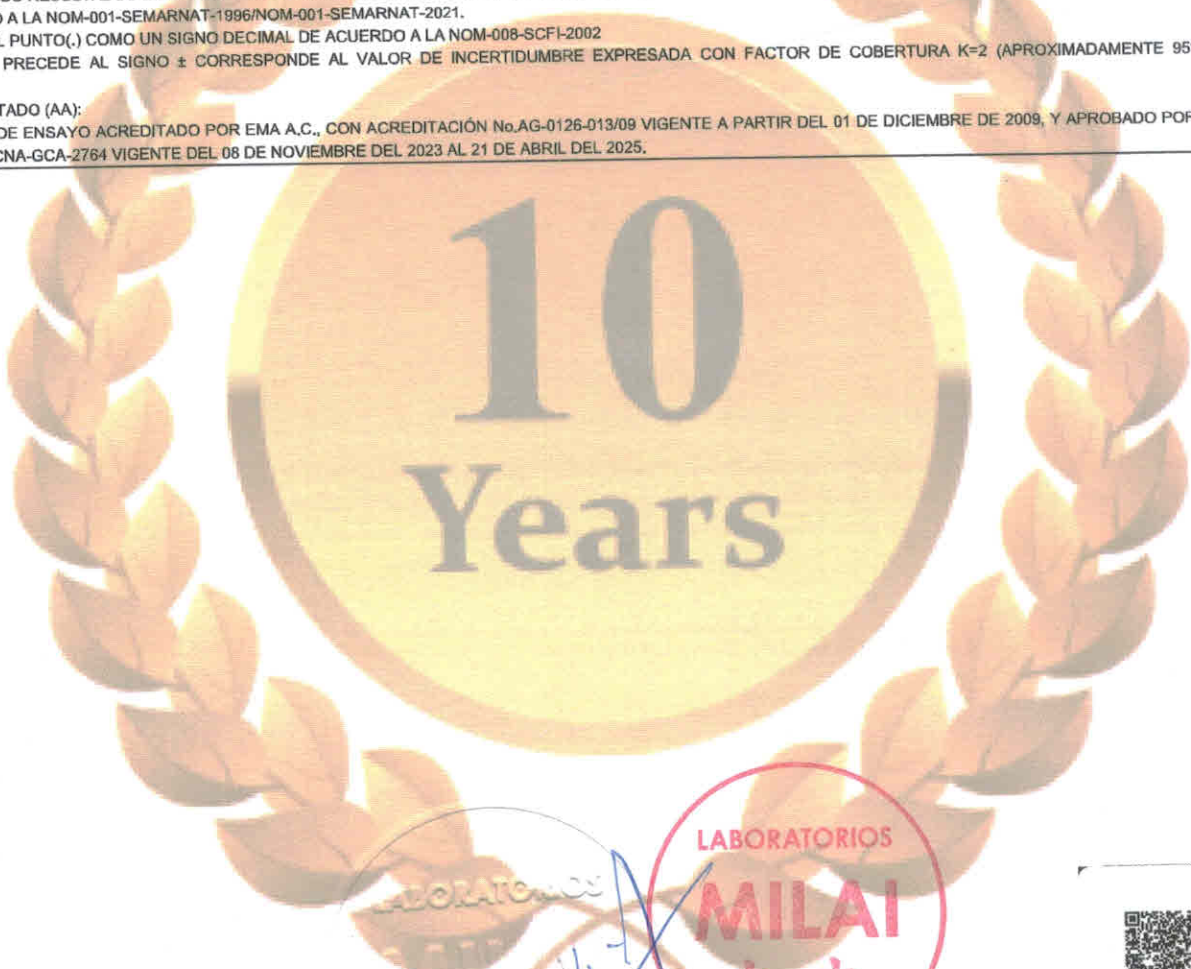 A LA NOM-001-SEMARNAT-1996/NOM-001-SEMARNAT-2021.
PUNTO(.) COMO UN SIGNO DECIMAL DE ACUERDO A LA NOM-008-SCFI-2002
PRECEDE AL SIGNO ± CORRESPONDE AL VALOR DE INCERTIDUMBRE EXPRESADA CON FACTOR DE COBERTURA K=2 (APROXIMADAMENTE 95
TADO (AA):
DE ENSAYO ACREDITADO POR EMA A.C., CON ACREDITACIÓN No.AG-0126-013/09 VIGENTE A PARTIR DEL 01 DE DICIEMBRE DE 2009, Y APROBADO POR
CNA-GCA-2764 VIGENTE DEL 08 DE NOVIEMBRE DEL 2023 AL 21 DE ABRIL DEL 2025.
10
Years
LABORATORIOS
MILAI
LABORATORIOS